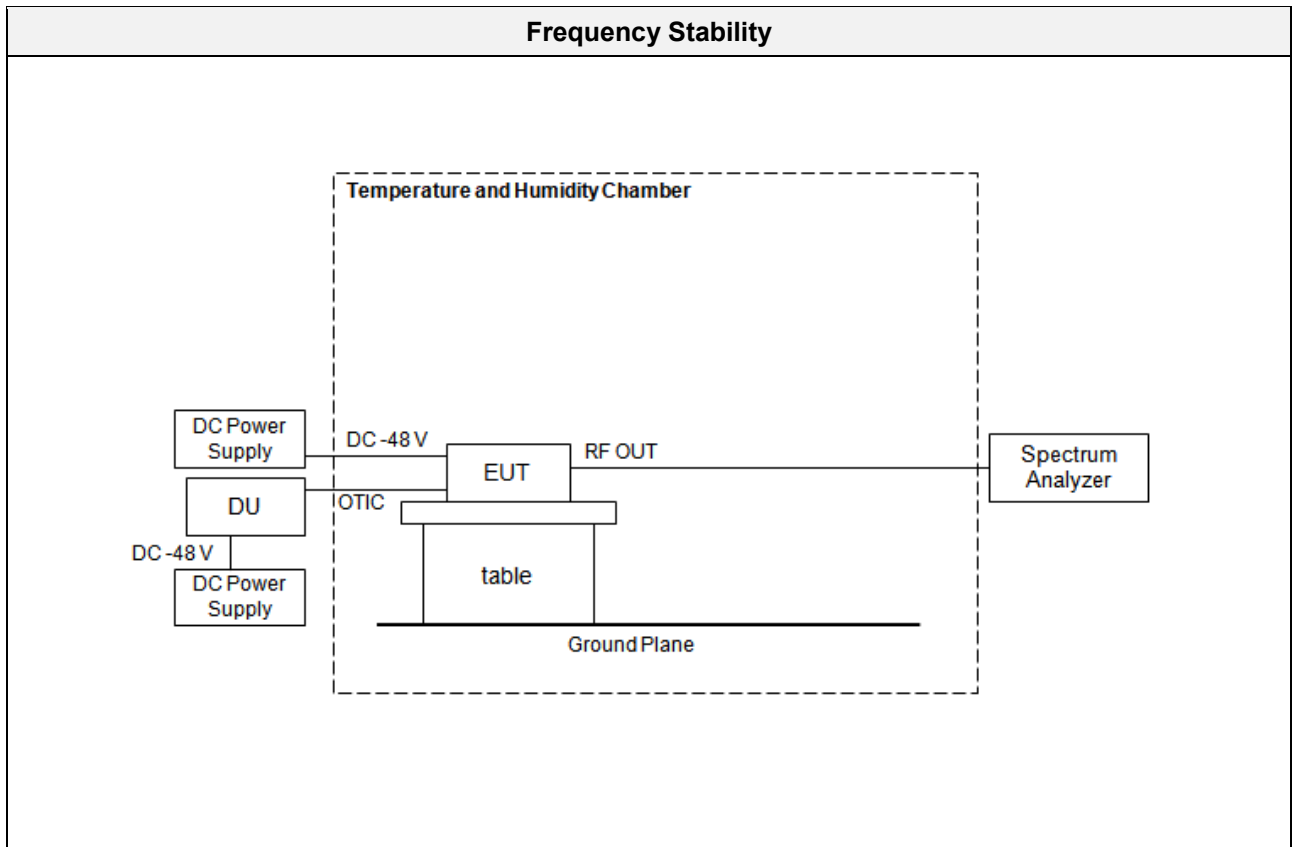 Frequency Stability
Temperature and Humidity Chamber
DC Power
Supply
DC -48 V
EUT
RF OUT
Spectrum
Analyzer
DU
OTIC
DC -48 V
DC Power
Supply
table
Ground Plane